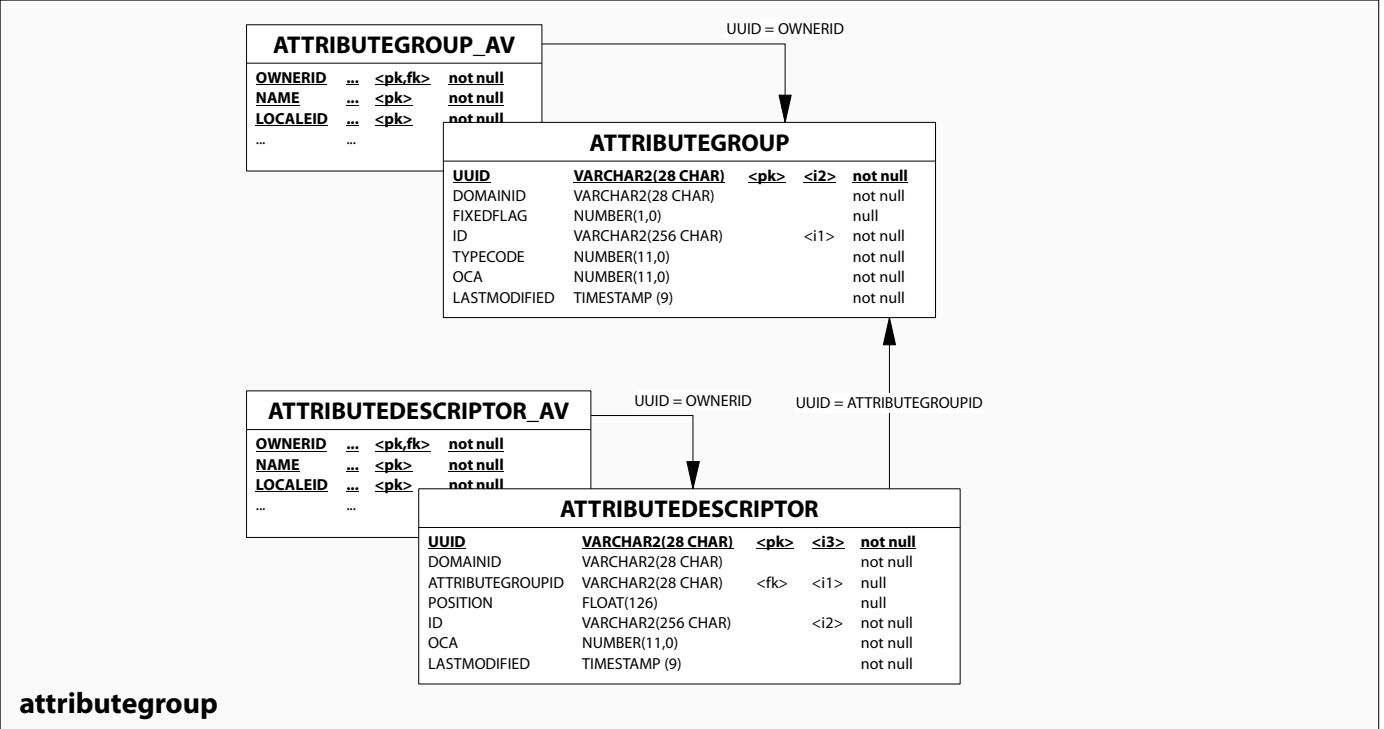 UUID = OWNERID
ATTRIBUTEGROUP_AV
OWNERID ... <pk,fk> not null
NAME ... <pk> not null
LOCALEID ... <pk> not null
... ...
ATTRIBUTEGROUP
UUID VARCHAR2(28 CHAR) <pk> <i2> not null
DOMAINID VARCHAR2(28 CHAR) not null
FIXEDFLAG NUMBER(1,0) null
ID VARCHAR2(256 CHAR) <i1> not null
TYPECODE NUMBER(11,0) not null
OCA NUMBER(11,0) not null
LASTMODIFIED TIMESTAMP (9) not null
UUID = OWNERID
UUID = ATTRIBUTEGROUPID
ATTRIBUTEDESCRIPTOR_AV
OWNERID ... <pk,fk> not null
NAME ... <pk> not null
LOCALEID ... <pk> not null
... ...
ATTRIBUTEDESCRIPTOR
UUID VARCHAR2(28 CHAR) <pk> <i3> not null
DOMAINID VARCHAR2(28 CHAR) not null
ATTRIBUTEGROUPID VARCHAR2(28 CHAR) <fk> <i1> null
POSITION FLOAT(126) null
ID VARCHAR2(256 CHAR) <i2> not null
OCA NUMBER(11,0) not null
LASTMODIFIED TIMESTAMP (9) not null
attributegroup